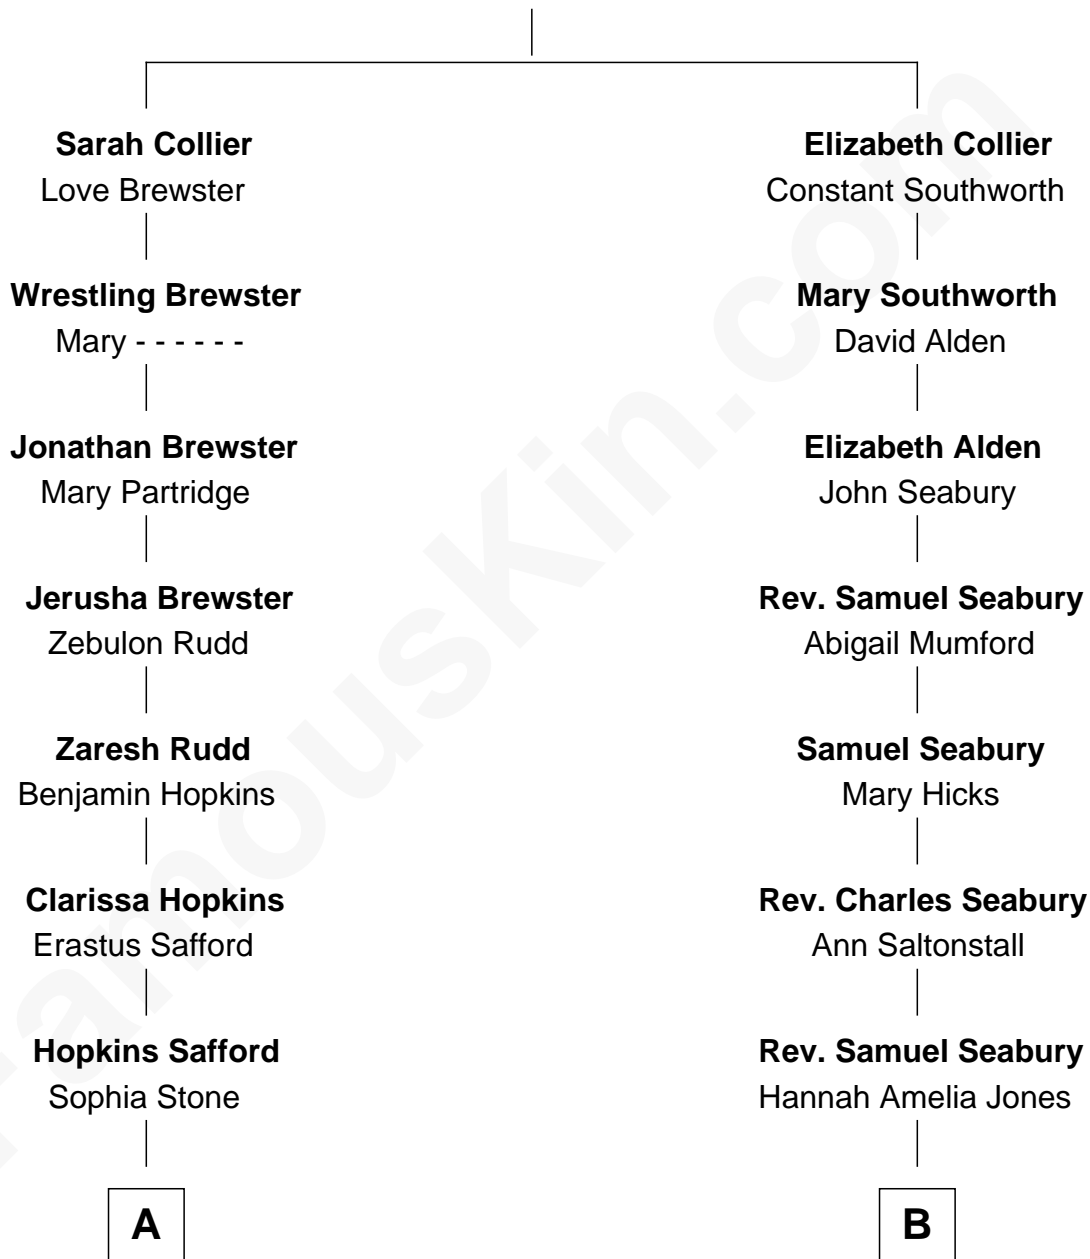 Sarah Collier
Love Brewster
Wrestling Brewster
Mary - - - - - -
Jonathan Brewster
Mary Partridge
Jerusha Brewster
Zebulon Rudd
Zaresh Rudd
Benjamin Hopkins
Clarissa Hopkins
Erastus Safford
Hopkins Safford
Sophia Stone
A
Elizabeth Collier
Constant Southworth
Mary Southworth
David Alden
Elizabeth Alden
John Seabury
Rev. Samuel Seabury
Abigail Mumford
Samuel Seabury
Mary Hicks
Rev. Charles Seabury
Ann Saltonstall
Rev. Samuel Seabury
Hannah Amelia Jones
B
FamousKin.com